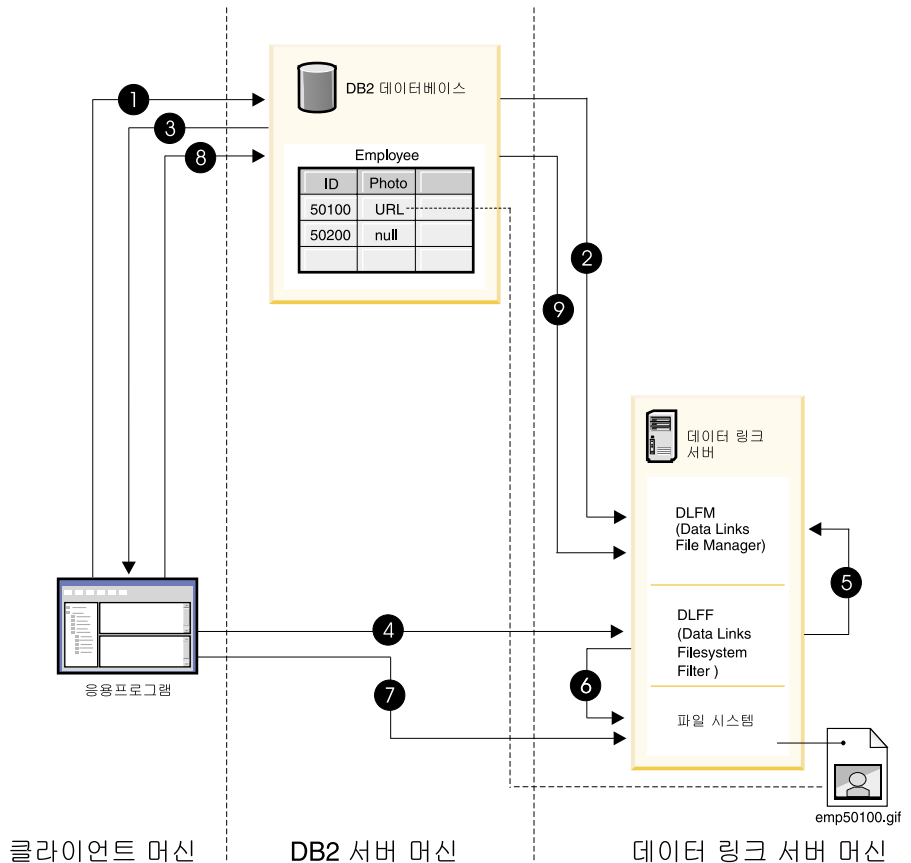 1
DB2 데이터베이스
3
8
Employee
ID Photo
50100 URL
50200 null
2
9
데이터 링크
서버
DLFM
(Data Links
File Manager)
5
4
DLFF
(Data Links
Filesystem
Filter )
6
7
응용프로그램
파일 시스템
emp50100.gif
클라이언트 머신
DB2 서버 머신
데이터 링크 서버 머신